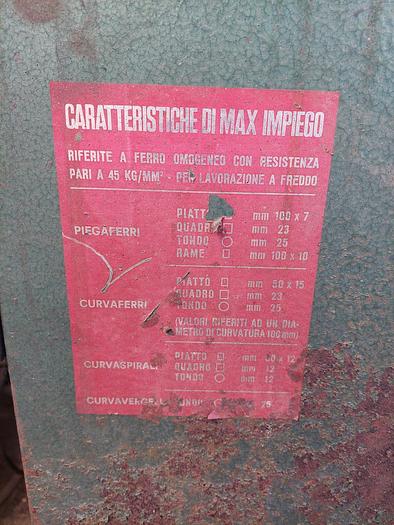 CARATTERISTICHE DI MAX IMPIEGO
RIFERITE A FERRO OMOGENEO CON RESISTENZA
PARI A 45 KG/MM² - PER LAVORAZIONE A FREDDO
PIEGAFERRI
PIATTO mm 100 x 7
QUADRO mm 23
TONDO mm 25
RAME mm 100 x 10
CURVAFERRI
PIATTO mm 50 x 15
QUADRO mm 23
TONDO mm 25
(VALORI RIFERITI AD UN DIA-
METRO DI CURVATURA 100 mm)
CURVASPIRALI
PIATTO mm x 12
QUADRO mm 12
TONDO mm 12
25